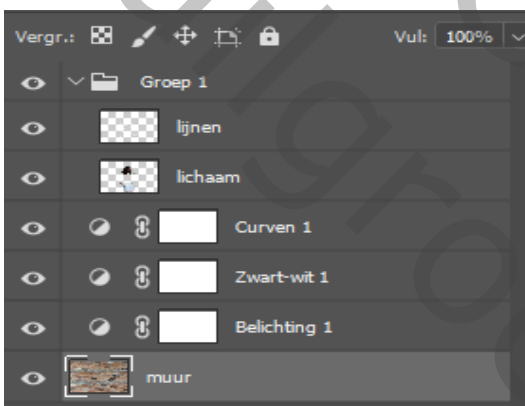 Vergr.: Vul: 100%
Groep 1
lijnen
lichaam
Curven 1
Zwart-wit 1
Belichting 1
muur